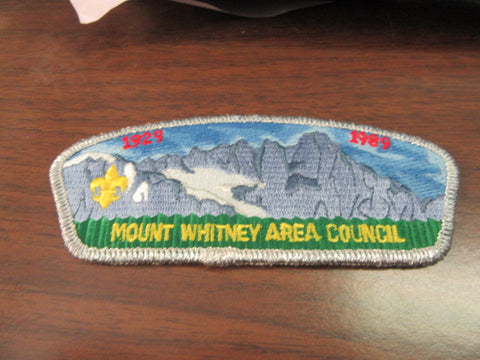 1929 1989
MOUNT WHITNEY AREA COUNCIL